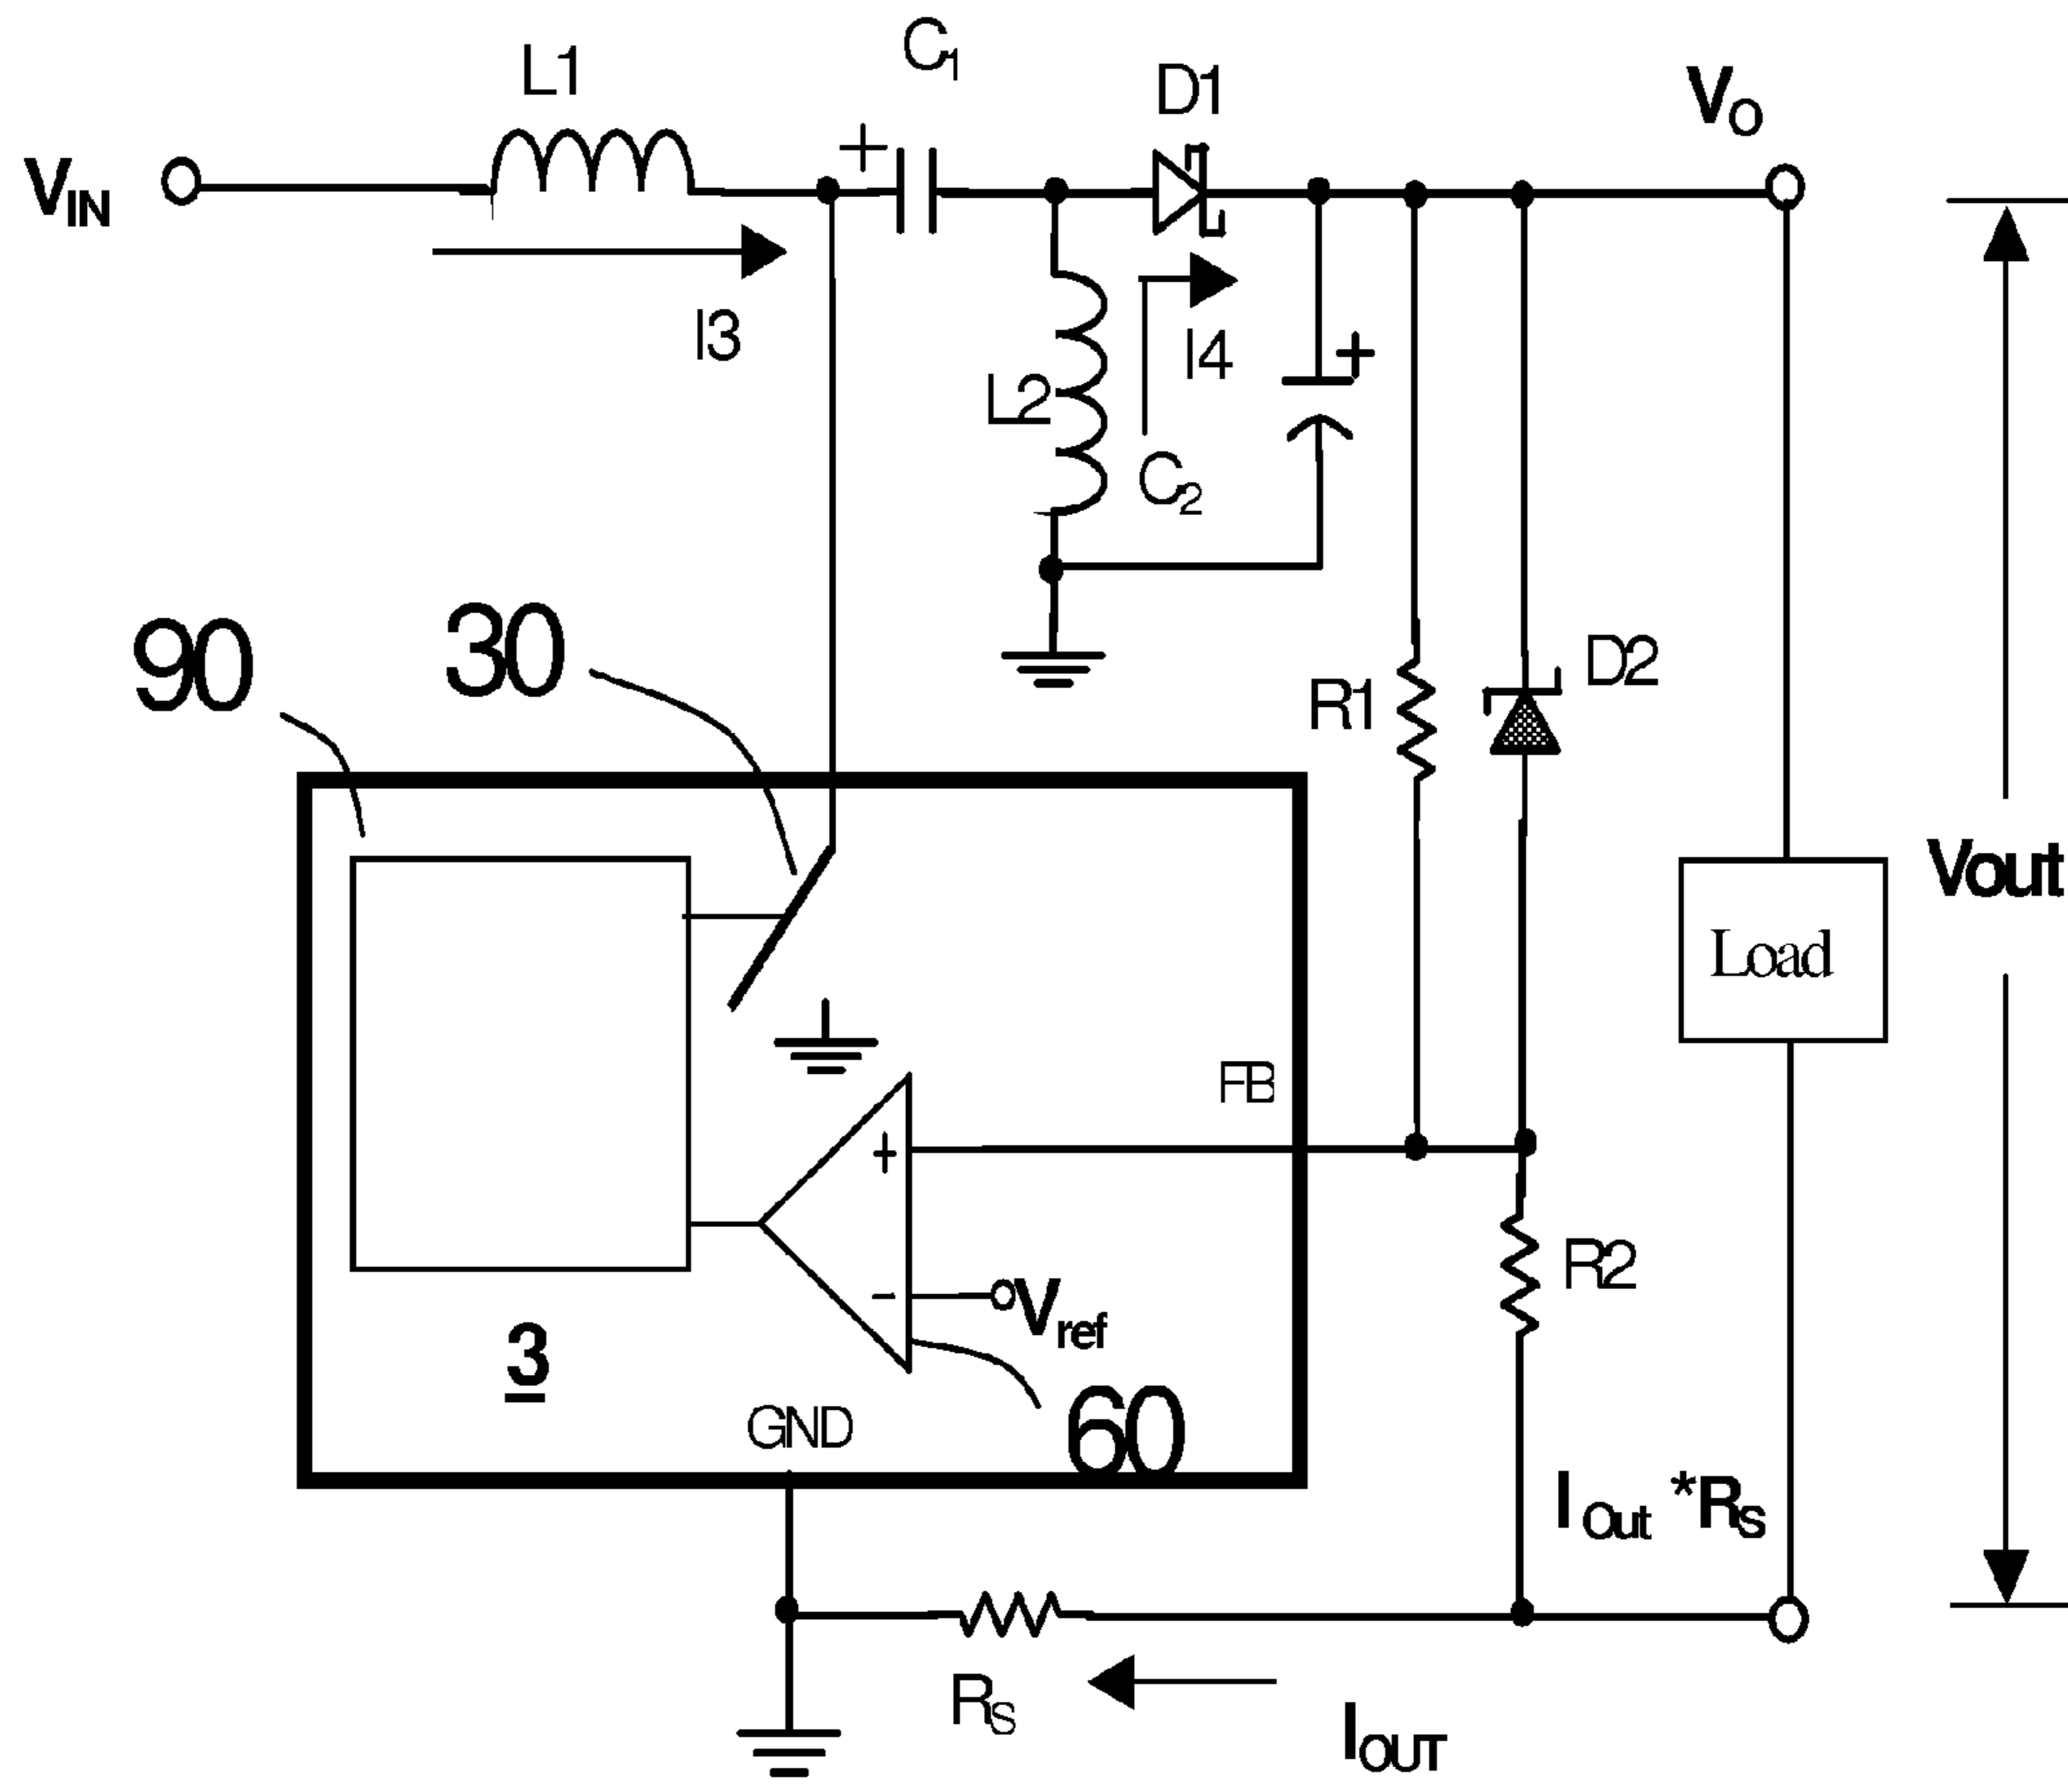 L1
C1
D1
VO
VIN
+
I3
L2
I4
+
C2
90
30
R1
D2
Vout
Load
FB
+
R2
-
Vref
3
GND
60
IOut *RS
RS
IOUT